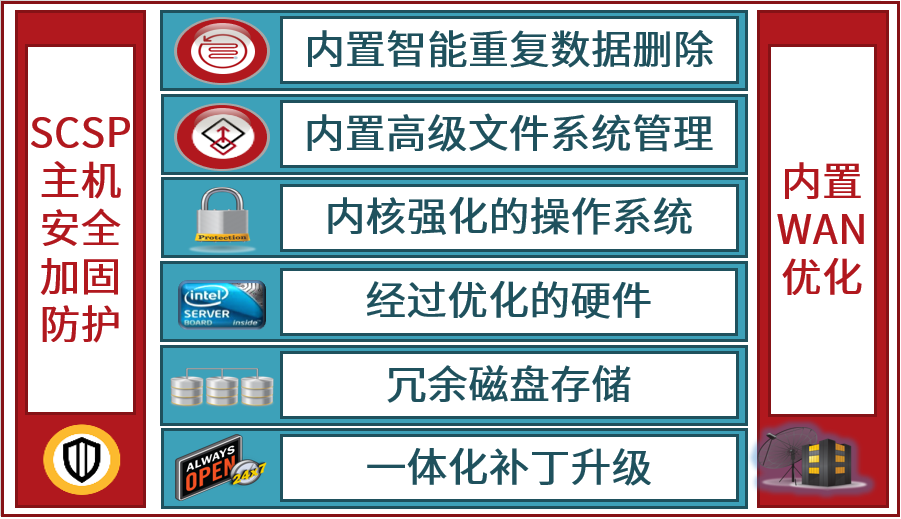 SCSP
主机
安全
加固
防护
内置智能重复数据删除
内置高级文件系统管理
Protection
内核强化的操作系统
intel
SERVER
BOARD inside™
经过优化的硬件
冗余磁盘存储
ALWAYS
OPEN
24x7
一体化补丁升级
内置
WAN
优化